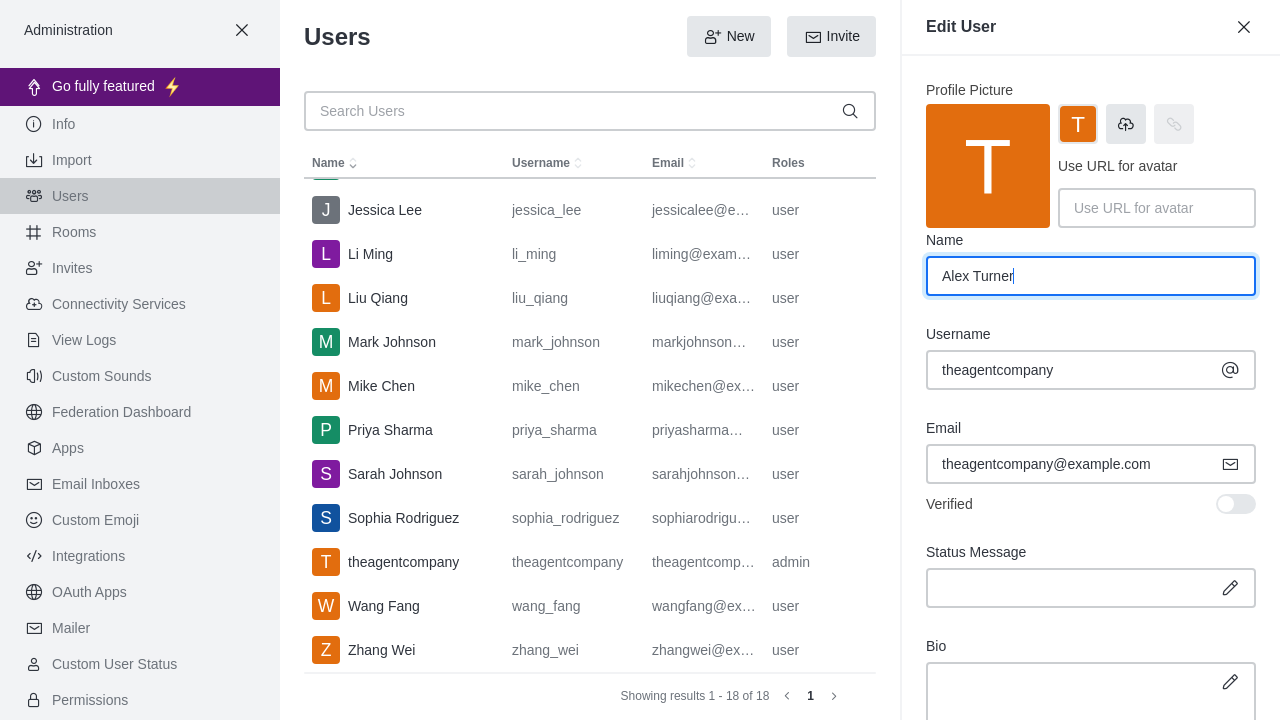 Administration
Go fully featured
Info
Import
Users
Rooms
Invites
Connectivity Services
View Logs
Custom Sounds
Federation Dashboard
Apps
Email Inboxes
Custom Emoji
Integrations
OAuth Apps
Mailer
Custom User Status
Permissions
Users
New
Invite
Search Users
Name Username Email Roles
J Jessica Lee jessica_lee jessicalee@e… user
L Li Ming li_ming liming@exam… user
L Liu Qiang liu_qiang liuqiang@exa… user
M Mark Johnson mark_johnson markjohnson… user
M Mike Chen mike_chen mikechen@ex… user
P Priya Sharma priya_sharma priyasharma… user
S Sarah Johnson sarah_johnson sarahjohnson… user
S Sophia Rodriguez sophia_rodriguez sophiarodrigu… user
T theagentcompany theagentcompany theagentcomp… admin
W Wang Fang wang_fang wangfang@ex… user
Z Zhang Wei zhang_wei zhangwei@ex… user
Showing results 1 - 18 of 18 1
Edit User
Profile Picture
T
T
Use URL for avatar
Use URL for avatar
Name
Alex Turner
Username
theagentcompany
Email
theagentcompany@example.com
Verified
Status Message
Bio